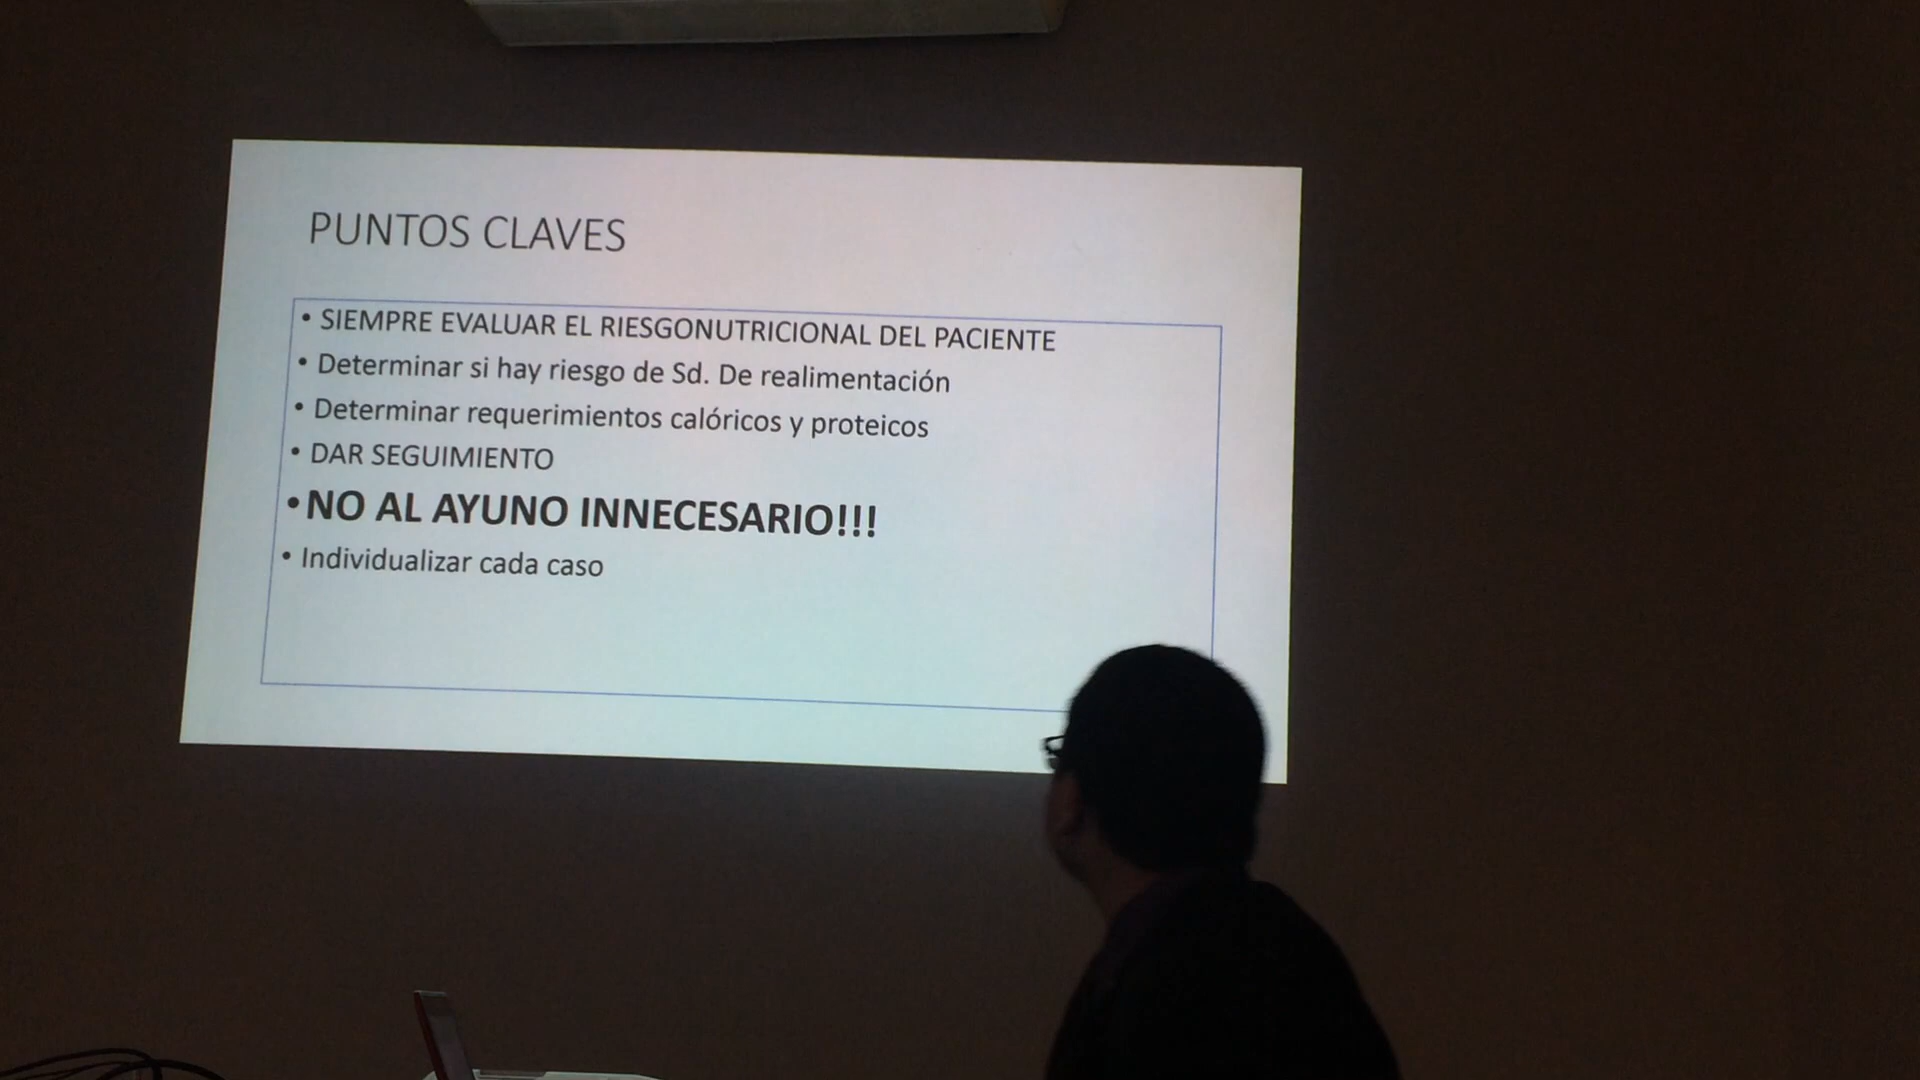 PUNTOS CLAVES
• SIEMPRE EVALUAR EL RIESGONUTRICIONAL DEL PACIENTE
• Determinar si hay riesgo de Sd. De realimentación
• Determinar requerimientos calóricos y proteicos
• DAR SEGUIMIENTO
• NO AL AYUNO INNECESARIO!!!
• Individualizar cada caso